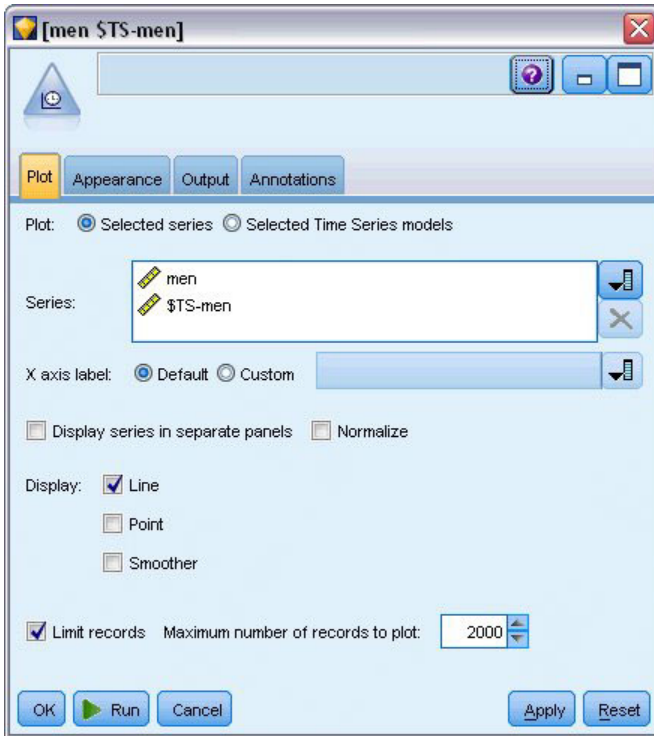 [men $TS-men]
Plot Appearance Output Annotations
Plot: Selected series Selected Time Series models
men
Series: $TS-men
X axis label: Default Custom
Display series in separate panels Normalize
Display: Line
Point
Smoother
Limit records Maximum number of records to plot: 2000
OK Run Cancel Apply Reset